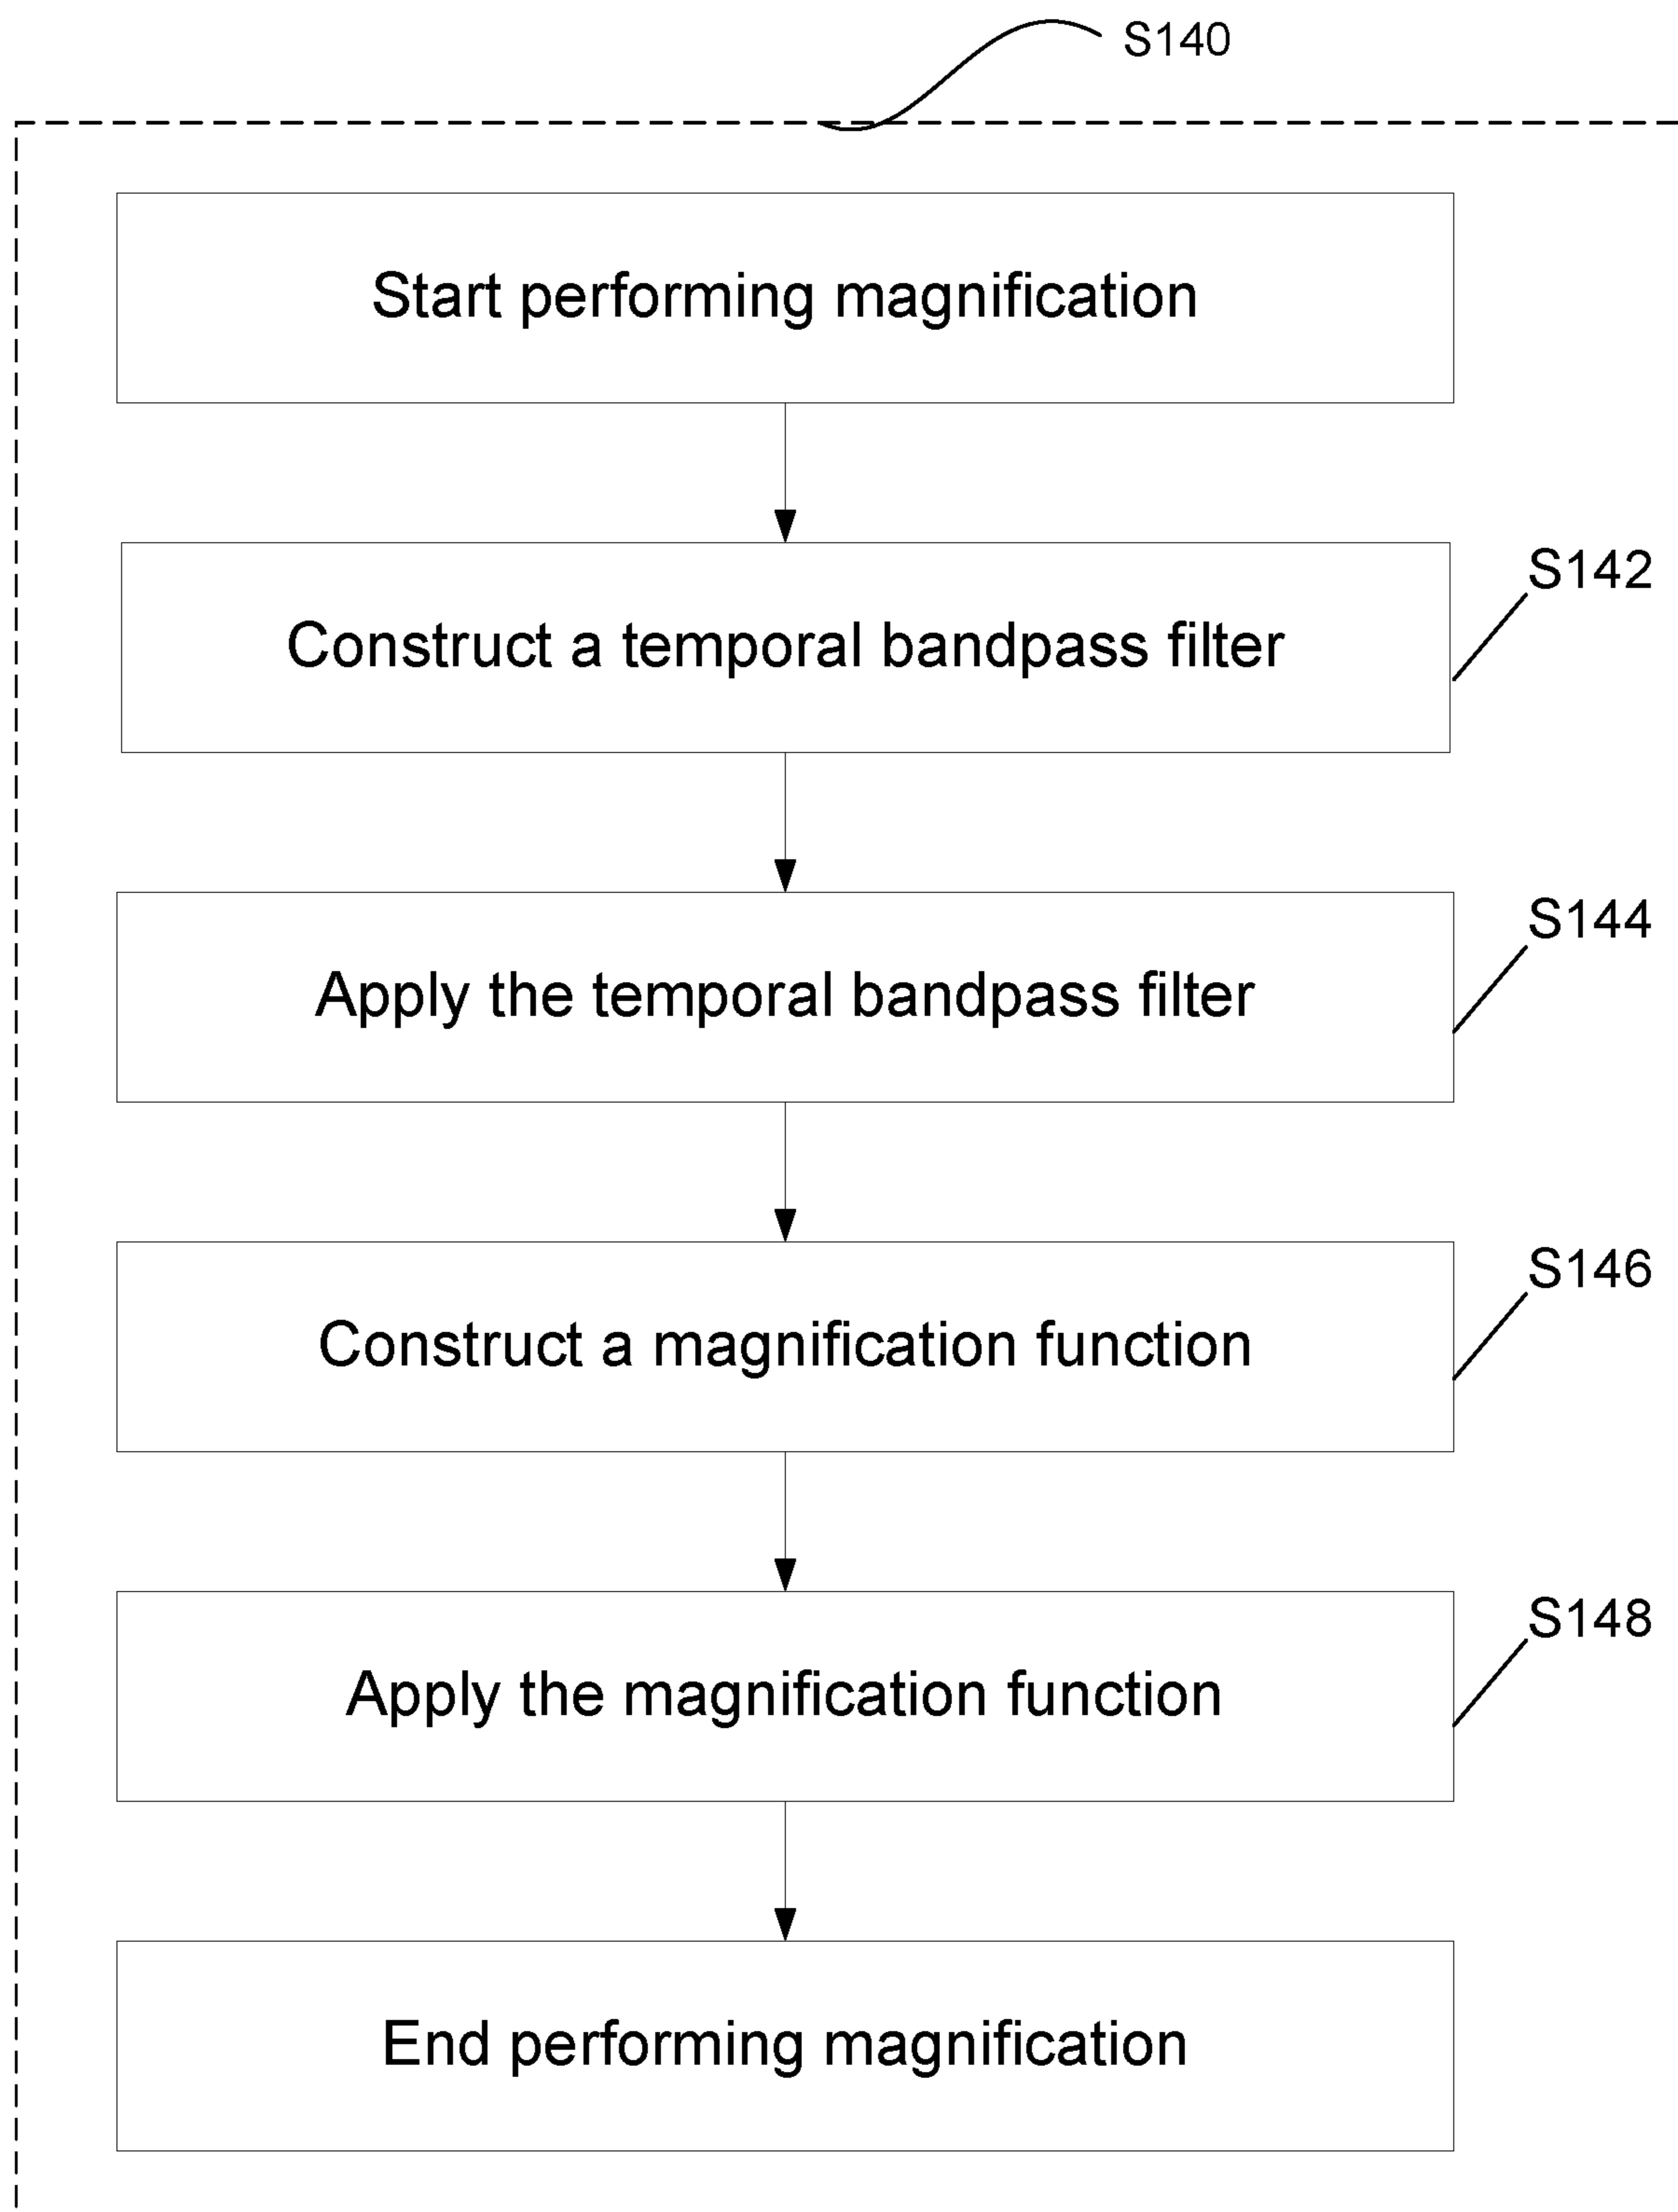 S140
Start performing magnification
Construct a temporal bandpass filter
S142
Apply the temporal bandpass filter
S144
Construct a magnification function
S146
Apply the magnification function
S148
End performing magnification